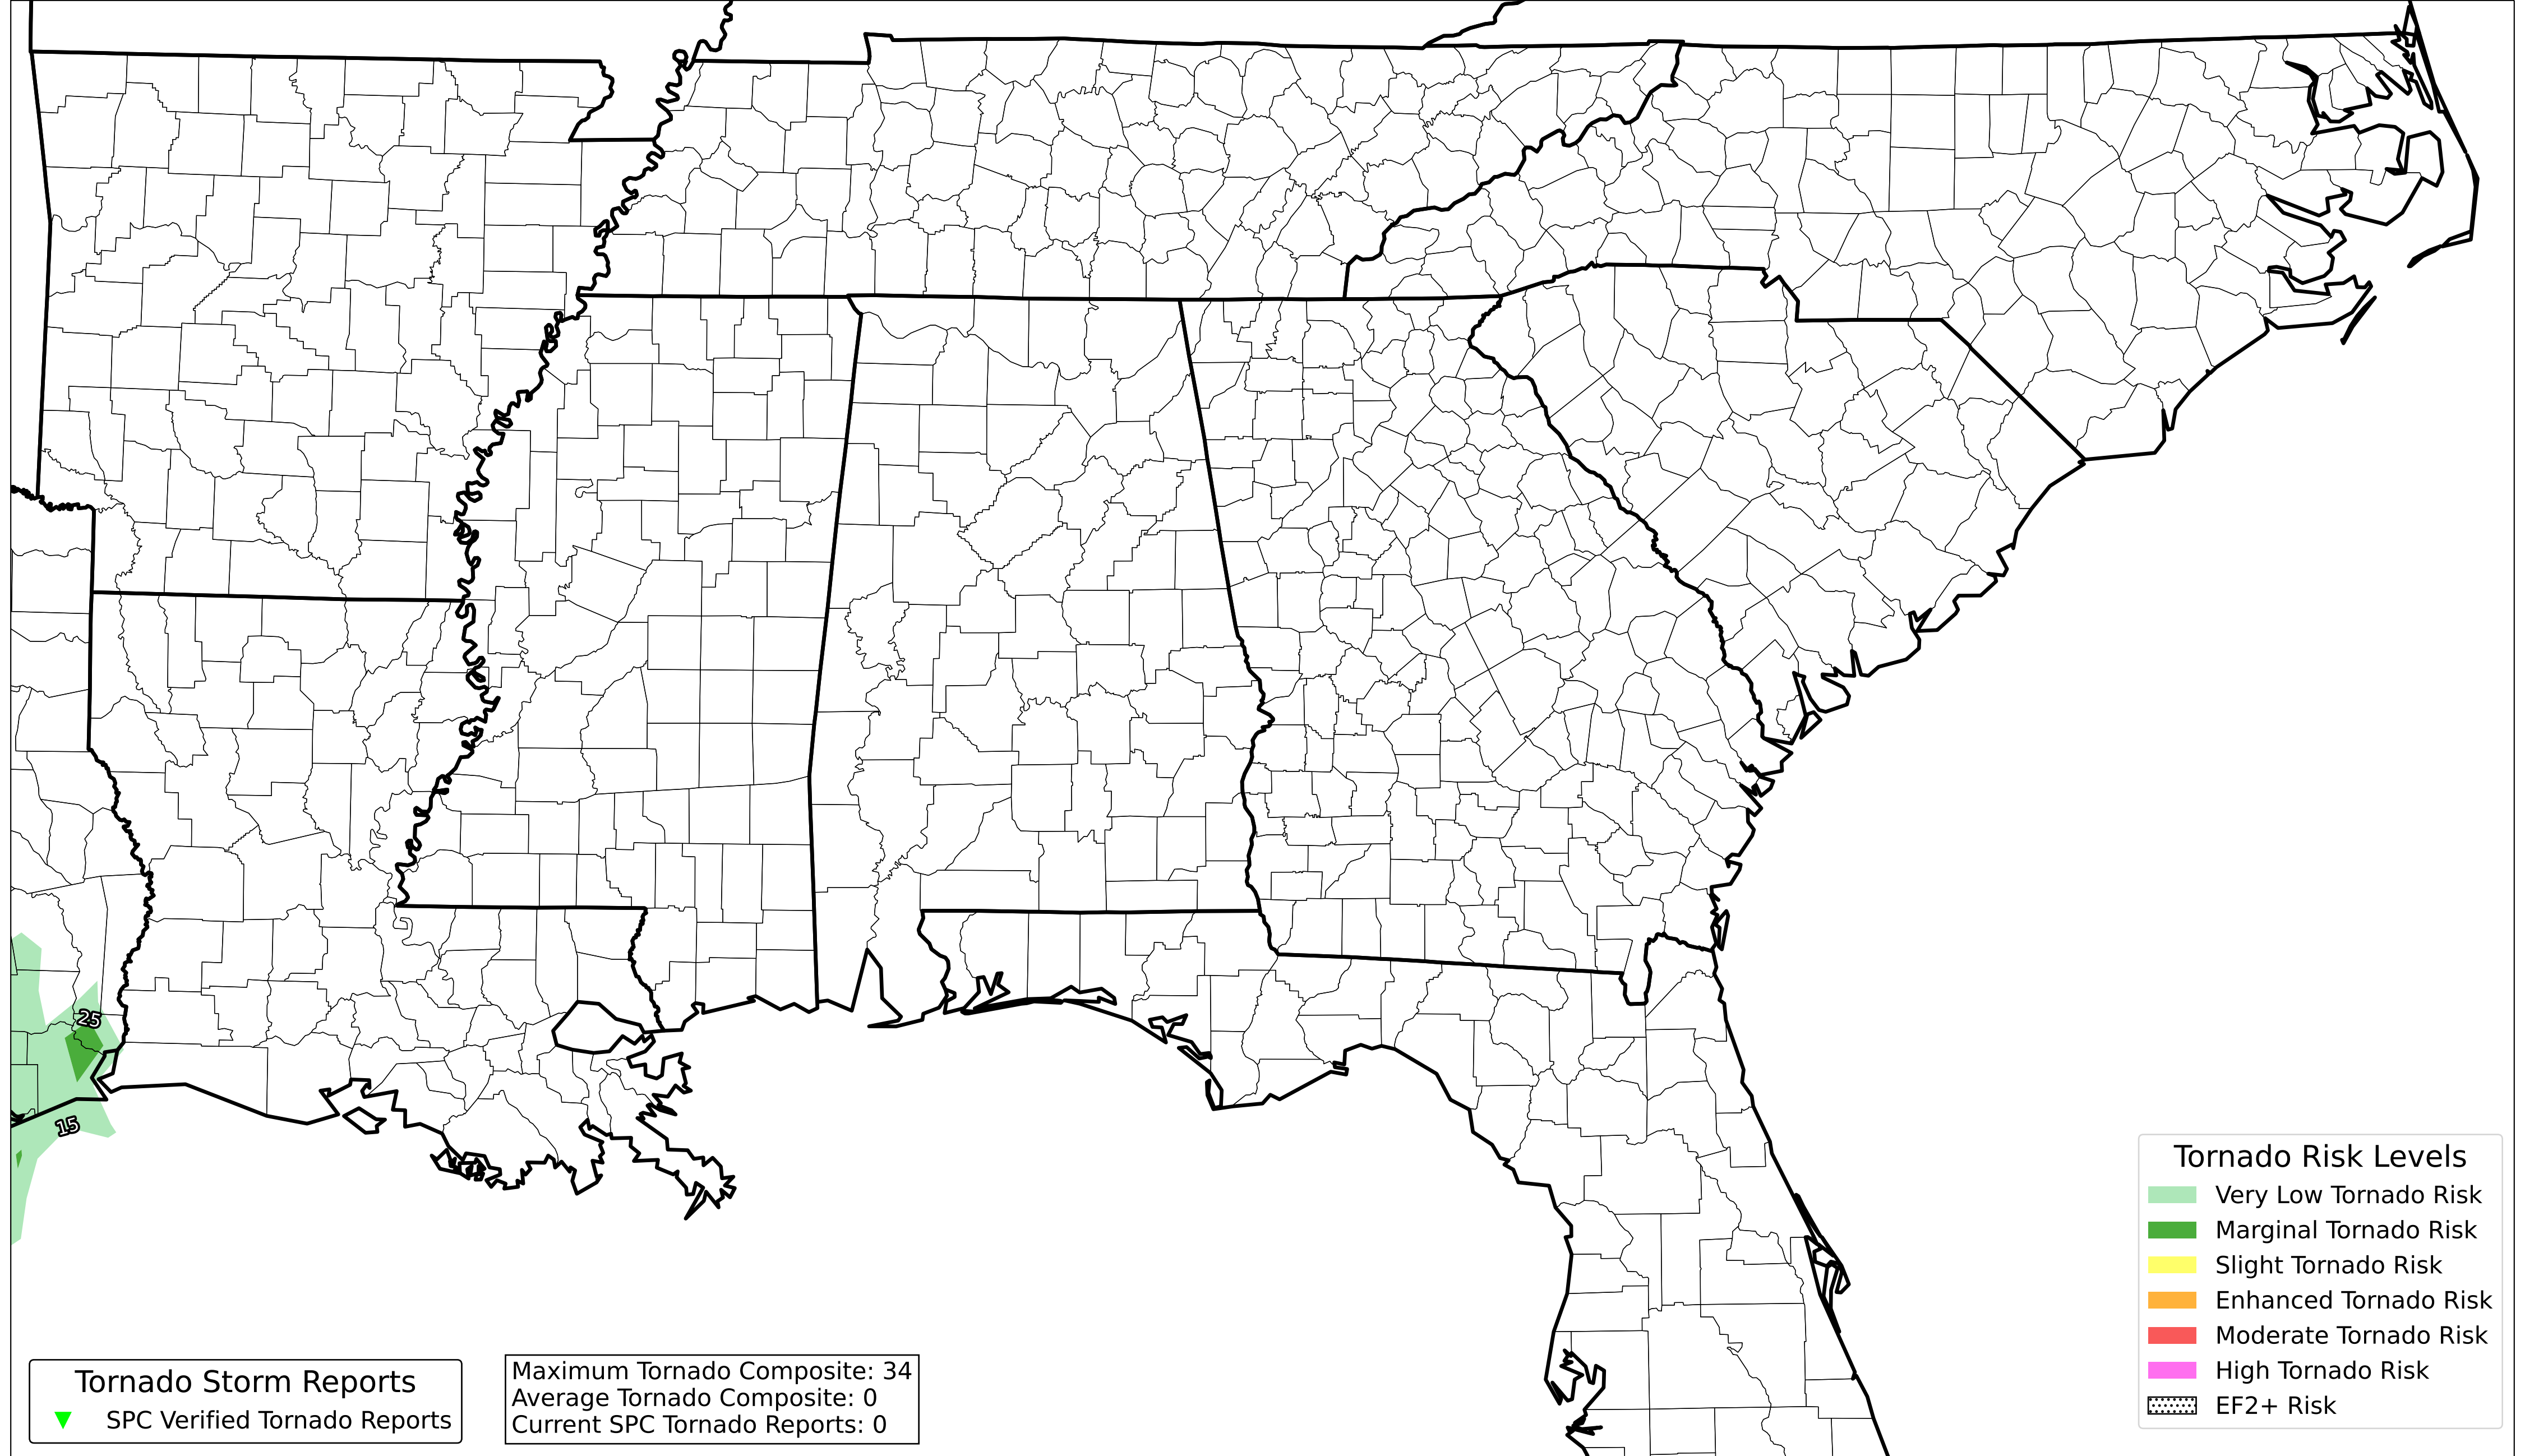 25
15
Tornado Storm Reports
SPC Verified Tornado Reports
Maximum Tornado Composite: 34
Average Tornado Composite: 0
Current SPC Tornado Reports: 0
Tornado Risk Levels
Very Low Tornado Risk
Marginal Tornado Risk
Slight Tornado Risk
Enhanced Tornado Risk
Moderate Tornado Risk
High Tornado Risk
EF2+ Risk